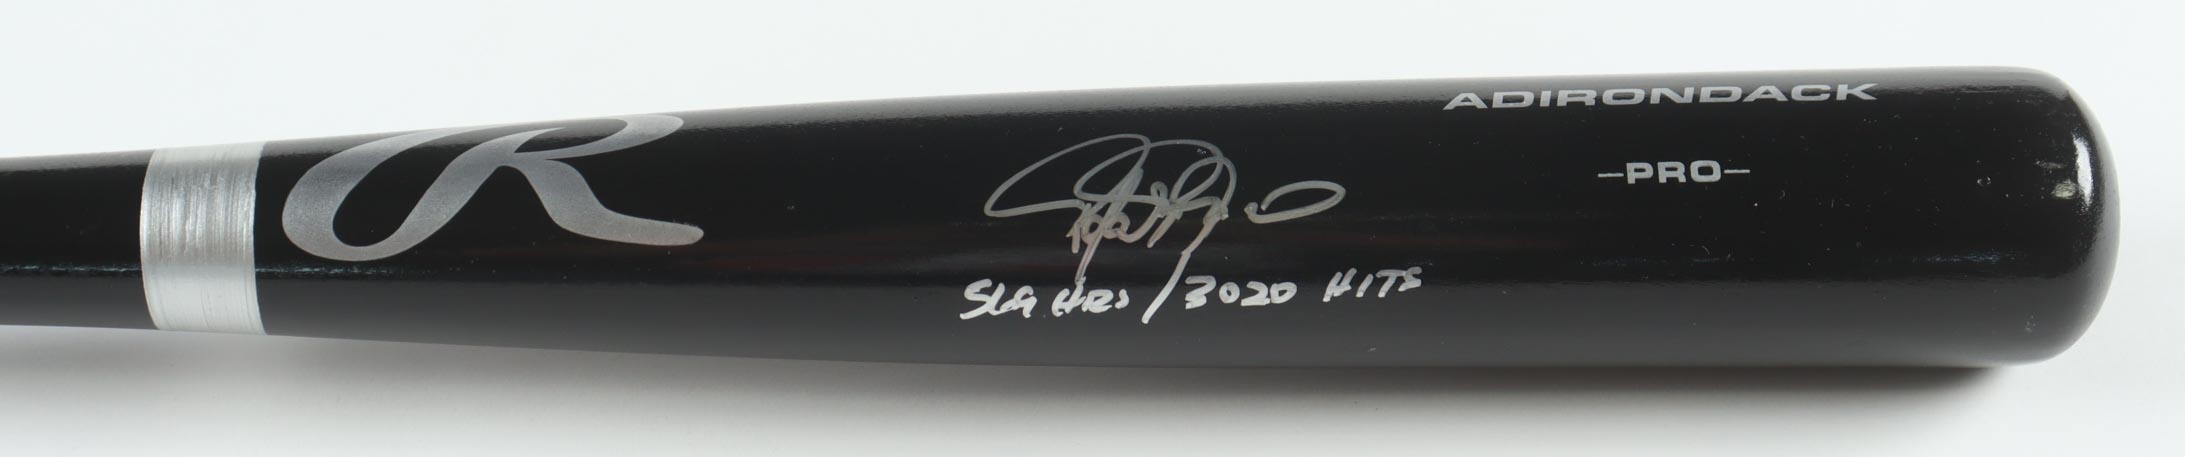 R
ADIRONDACK
-PRO-
569 HRS / 3020 HITS